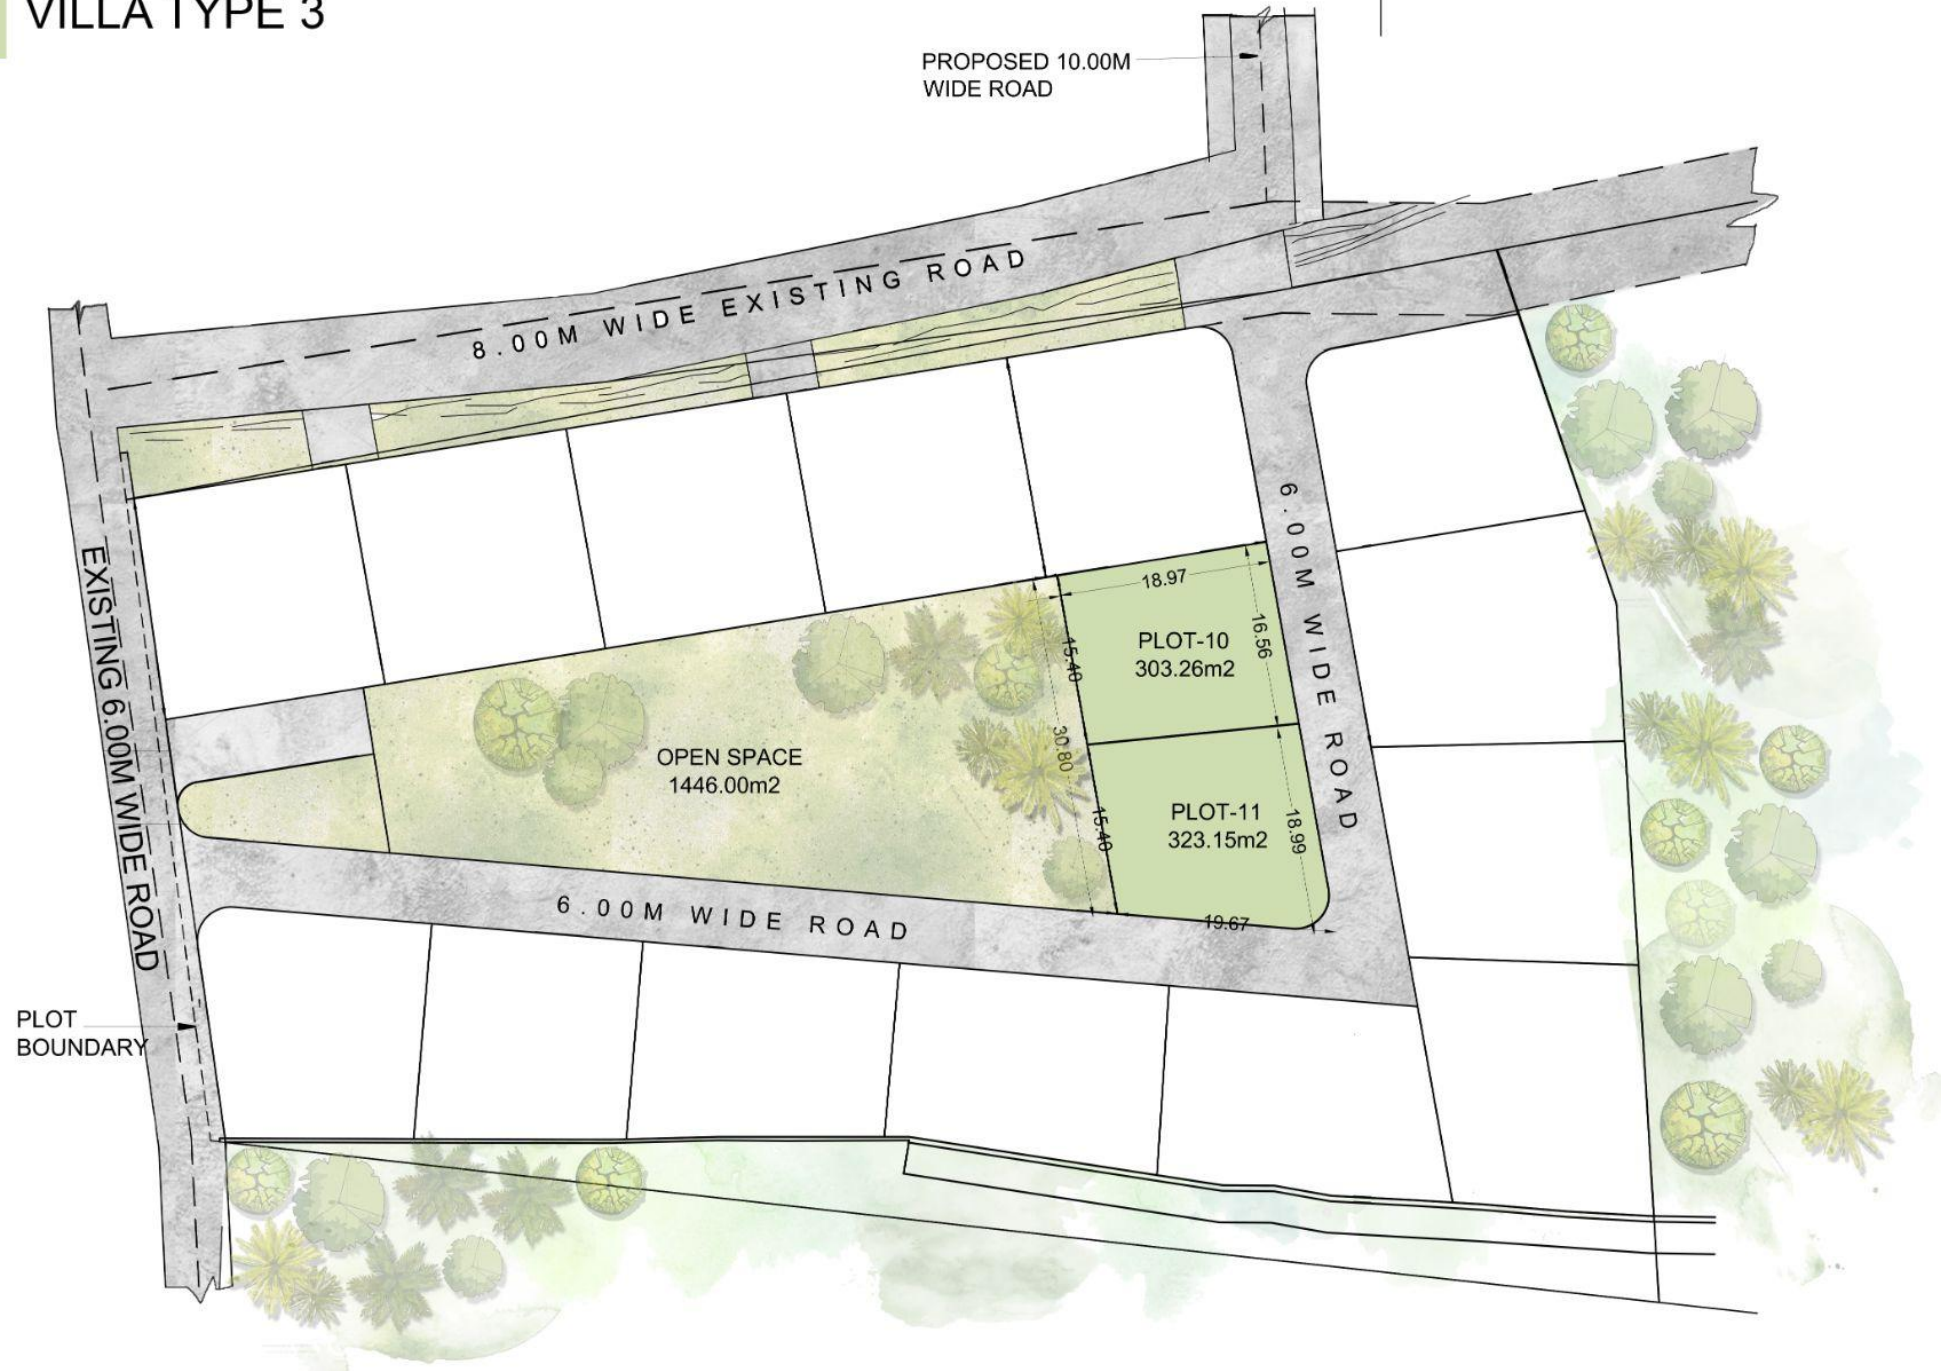 VILLA TYPE 3
PROPOSED 10.00M
WIDE ROAD
8.00M WIDE EXISTING ROAD
EXISTING 6.00M WIDE ROAD
6.00M WIDE ROAD
18.97
15.40
16.56
PLOT-10
303.26m2
OPEN SPACE
1446.00m2
30.80
PLOT-11
323.15m2
15.40
18.99
19.67
6.00M WIDE ROAD
PLOT
BOUNDARY